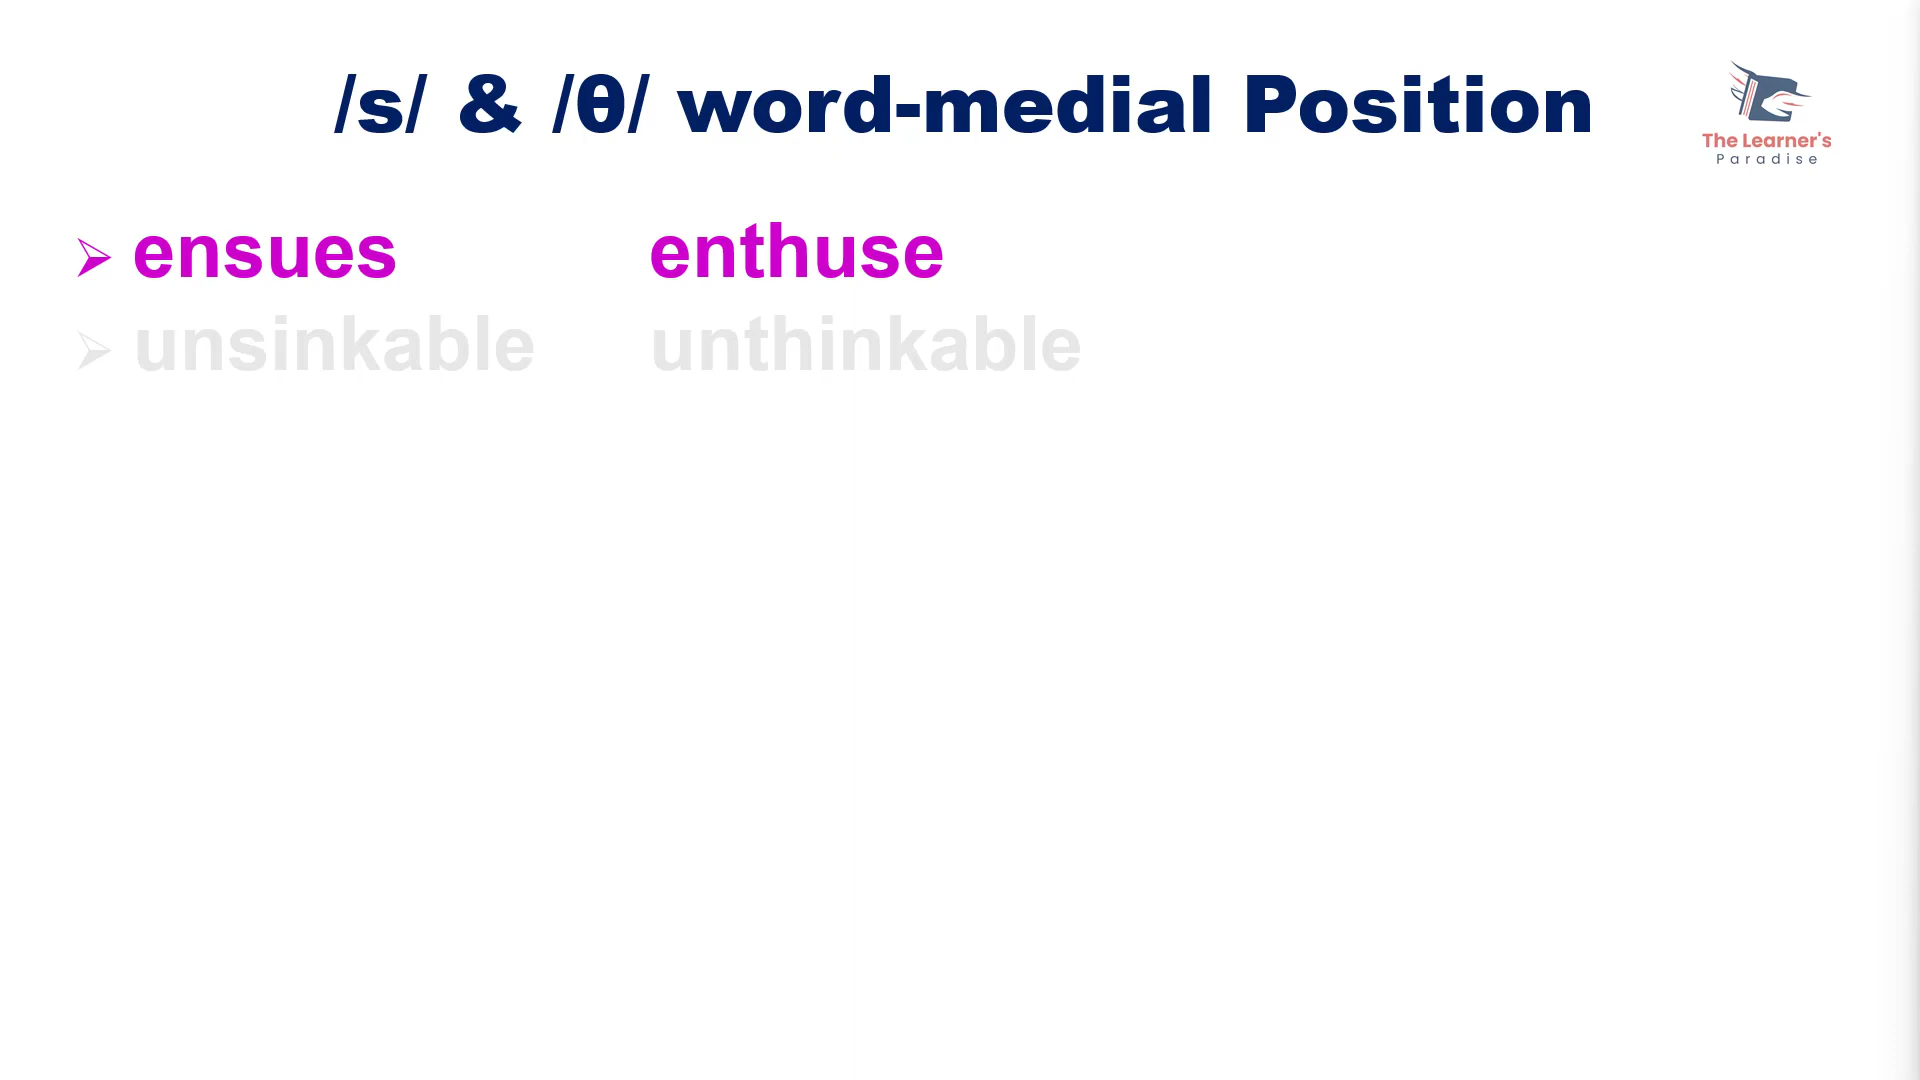 /s/ & /θ/ word-medial Position
The Learner's
Paradise
➢ ensues enthuse
➢ unsinkable unthinkable